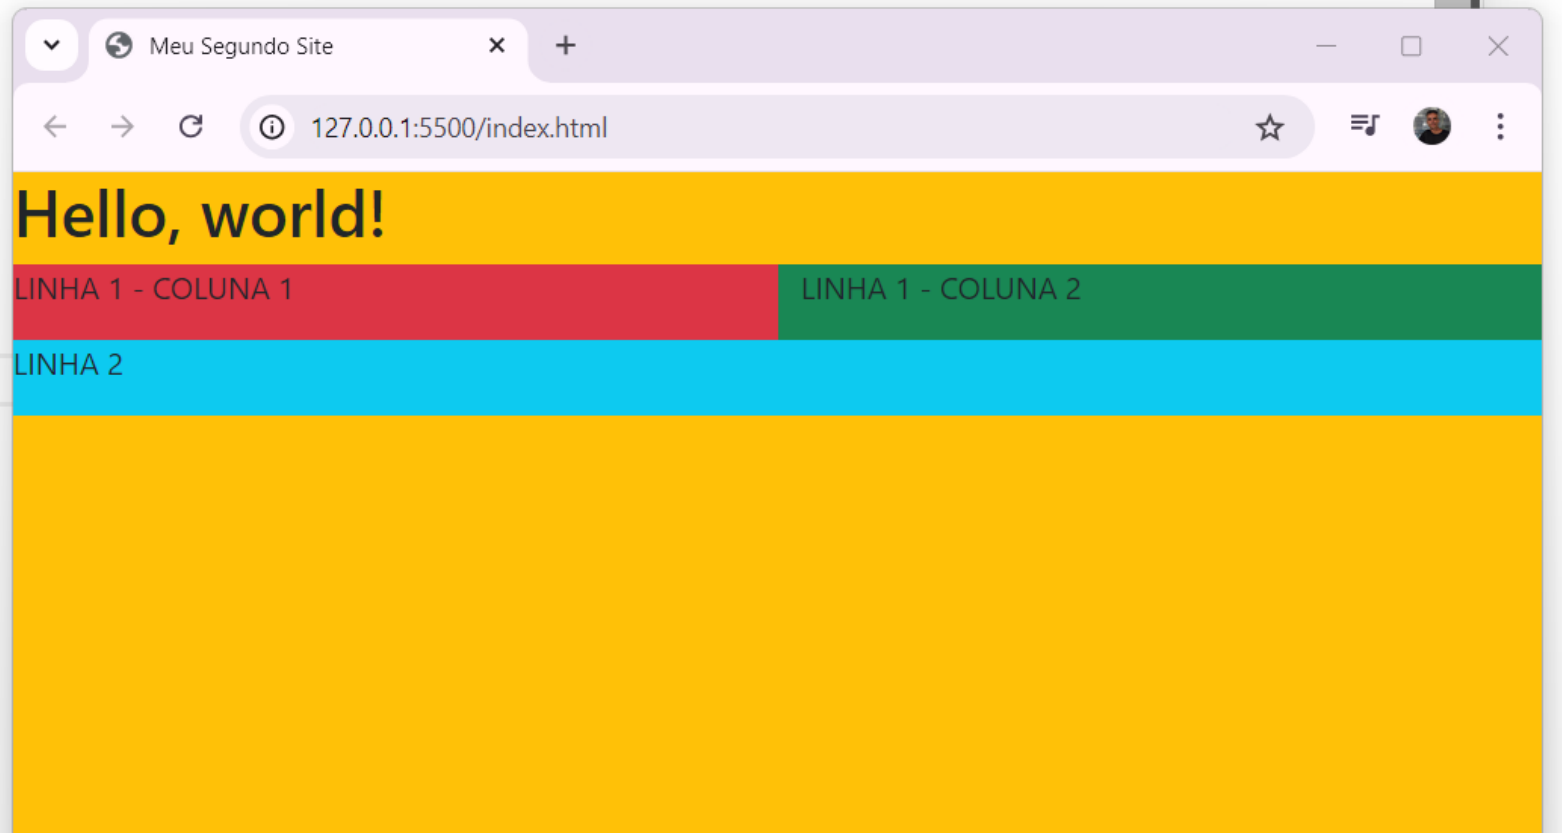 Meu Segundo Site
127.0.0.1:5500/index.html
Hello, world!
LINHA 1 - COLUNA 1
LINHA 1 - COLUNA 2
LINHA 2